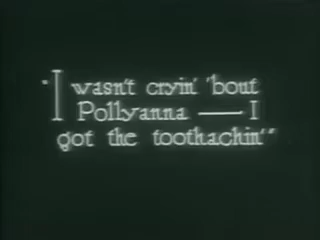 "I wasn't cryin' 'bout
Pollyanna — I
got the toothachin'"